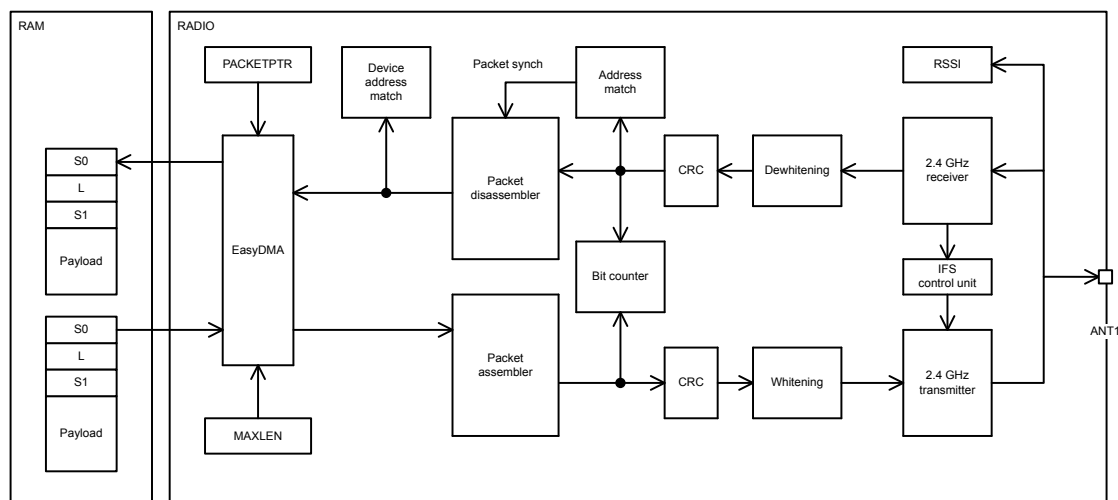 RAM
RADIO
PACKETPTR
Device
address
match
Packet synch
Address
match
RSSI
S0
L
S1
Payload
EasyDMA
Packet
disassembler
CRC
Dewhitening
2.4 GHz
receiver
Bit counter
IFS
control unit
ANT1
S0
L
S1
Payload
Packet
assembler
CRC
Whitening
2.4 GHz
transmitter
MAXLEN